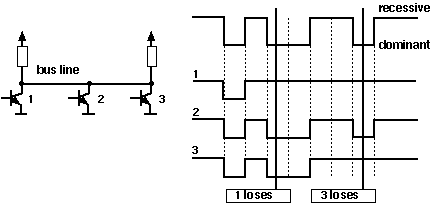 recessive
dominant
bus line
1 2 3
1
2
3
1 loses 3 loses